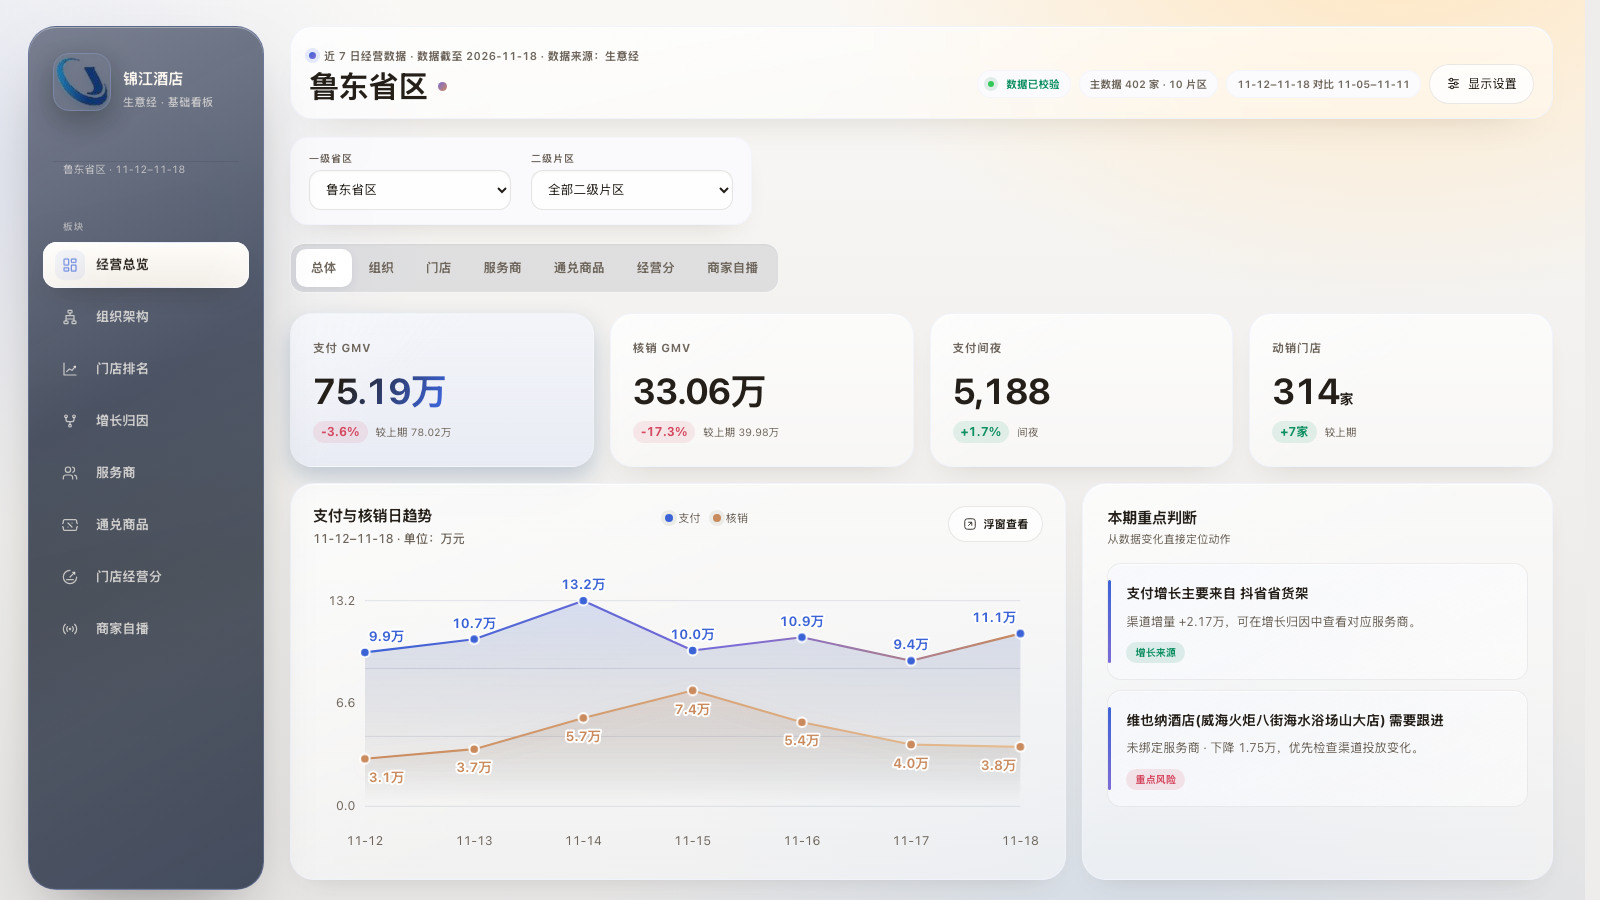 锦江酒店
生意经 · 基础看板
鲁东省区 · 11-12–11-18
板块
经营总览
组织架构
门店排名
增长归因
服务商
通兑商品
门店经营分
商家自播
近 7 日经营数据 · 数据截至 2026-11-18 · 数据来源：生意经
鲁东省区
数据已校验
主数据 402 家 · 10 片区
11-12–11-18 对比 11-05–11-11
显示设置
一级省区
鲁东省区
二级片区
全部二级片区
总体
组织
门店
服务商
通兑商品
经营分
商家自播
支付 GMV
75.19万
-3.6% 较上期 78.02万
核销 GMV
33.06万
-17.3% 较上期 39.98万
支付间夜
5,188
+1.7% 间夜
动销门店
314家
+7家 较上期
支付与核销日趋势
11-12–11-18 · 单位：万元
支付
核销
浮窗查看
13.2
6.6
0.0
9.9万
10.7万
13.2万
10.0万
10.9万
9.4万
11.1万
3.1万
3.7万
5.7万
7.4万
5.4万
4.0万
3.8万
11-12
11-13
11-14
11-15
11-16
11-17
11-18
本期重点判断
从数据变化直接定位动作
支付增长主要来自 抖省省货架
渠道增量 +2.17万，可在增长归因中查看对应服务商。
增长来源
维也纳酒店(威海火炬八街海水浴场山大店) 需要跟进
未绑定服务商 · 下降 1.75万，优先检查渠道投放变化。
重点风险